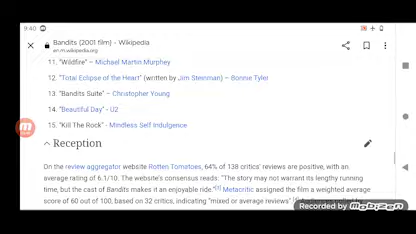 9:40
Bandits (2001 film) - Wikipedia
en.m.wikipedia.org
11. "Wildfire" – Michael Martin Murphey
12. "Total Eclipse of the Heart" (written by Jim Steinman) – Bonnie Tyler
13. "Bandits Suite" – Christopher Young
14. "Beautiful Day" - U2
15. "Kill The Rock" - Mindless Self Indulgence
Reception
On the review aggregator website Rotten Tomatoes, 64% of 138 critics' reviews are positive, with an
average rating of 6.1/10. The website's consensus reads: "The story may not warrant its lengthy running
time, but the cast of Bandits makes it an enjoyable ride."[3] Metacritic assigned the film a weighted average
score of 60 out of 100, based on 32 critics, indicating "mixed or average reviews".
Recorded by Mobizen